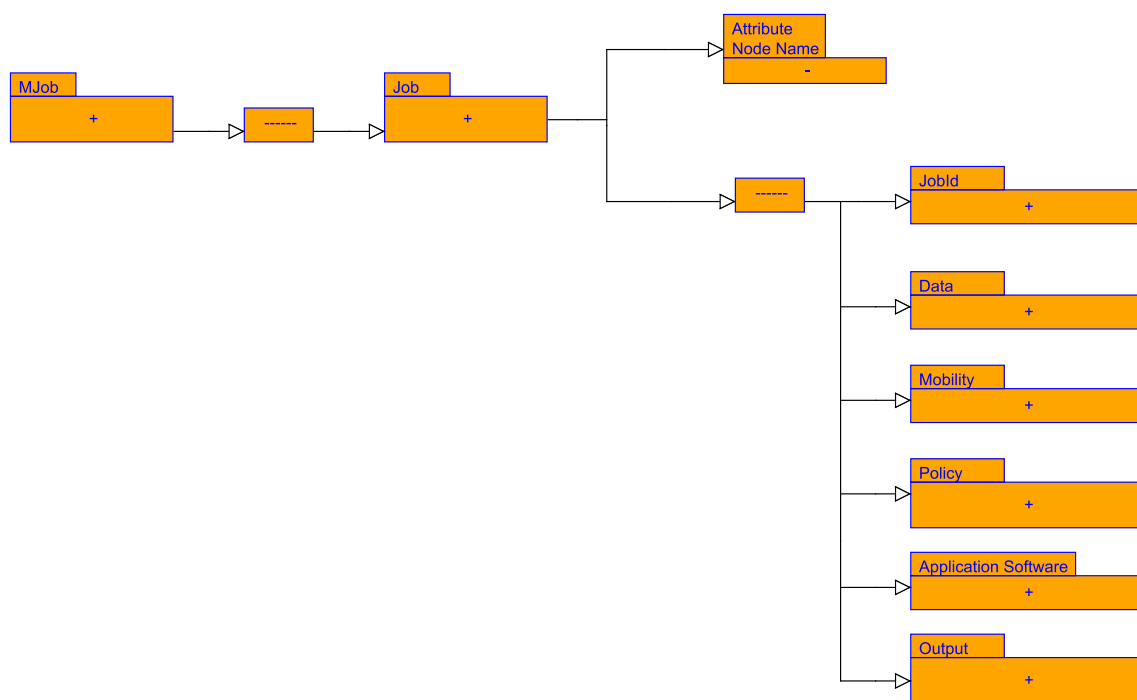 MJob
+
------
Job
+
Attribute
Node Name
-
------
JobId
+
Data
+
Mobility
+
Policy
+
Application Software
+
Output
+